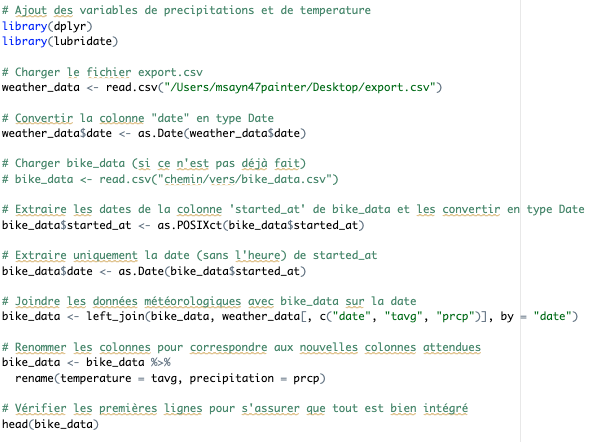 # Ajout des variables de precipitations et de temperature
library(dplyr)
library(lubridate)
# Charger le fichier export.csv
weather_data <- read.csv("/Users/msayn47painter/Desktop/export.csv")
# Convertir la colonne "date" en type Date
weather_data$date <- as.Date(weather_data$date)
# Charger bike_data (si ce n'est pas déjà fait)
# bike_data <- read.csv("chemin/vers/bike_data.csv")
# Extraire les dates de la colonne 'started_at' de bike_data et les convertir en type Date
bike_data$started_at <- as.POSIXct(bike_data$started_at)
# Extraire uniquement la date (sans l'heure) de started_at
bike_data$date <- as.Date(bike_data$started_at)
# Joindre les données météorologiques avec bike_data sur la date
bike_data <- left_join(bike_data, weather_data[, c("date", "tavg", "prcp")], by = "date")
# Renommer les colonnes pour correspondre aux nouvelles colonnes attendues
bike_data <- bike_data %>%
  rename(temperature = tavg, precipitation = prcp)
# Vérifier les premières lignes pour s'assurer que tout est bien intégré
head(bike_data)